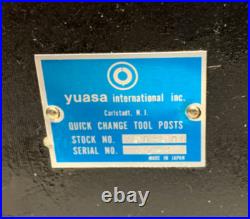 yuasa international inc.
Carlstadt, N. J.
QUICK CHANGE TOOL POSTS
STOCK NO.
SERIAL NO.
MADE IN JAPAN